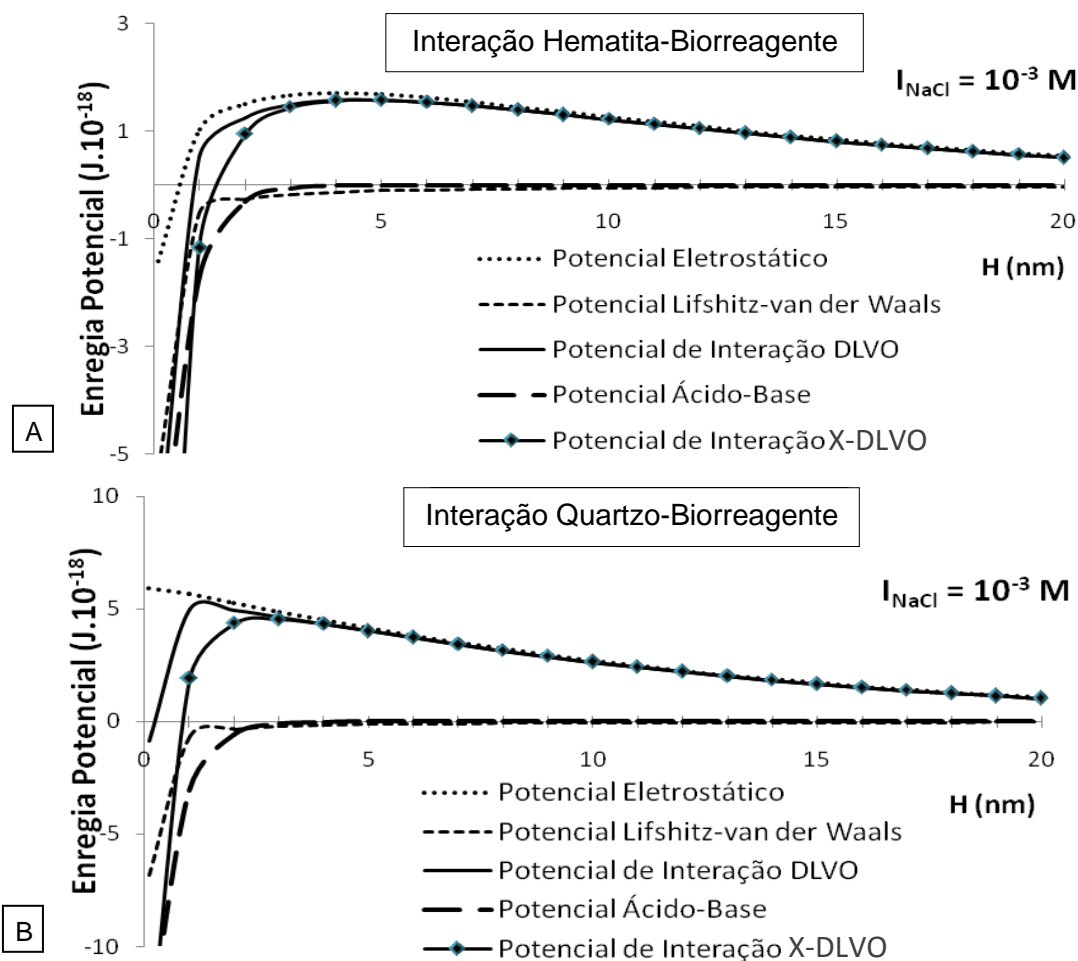 Interação Hematita-Biorreagente
I_NaCl = 10⁻³ M
Enregia Potencial (J.10⁻¹⁸)
3
1
-1
-3
-5
0
5
10
15
20
H (nm)
Potencial Eletrostático
Potencial Lifshitz-van der Waals
Potencial de Interação DLVO
Potencial Ácido-Base
Potencial de Interação X-DLVO
A
Interação Quartzo-Biorreagente
I_NaCl = 10⁻³ M
Enregia Potencial (J.10⁻¹⁸)
10
5
0
-5
-10
0
5
10
15
20
H (nm)
Potencial Eletrostático
Potencial Lifshitz-van der Waals
Potencial de Interação DLVO
Potencial Ácido-Base
Potencial de Interação X-DLVO
B